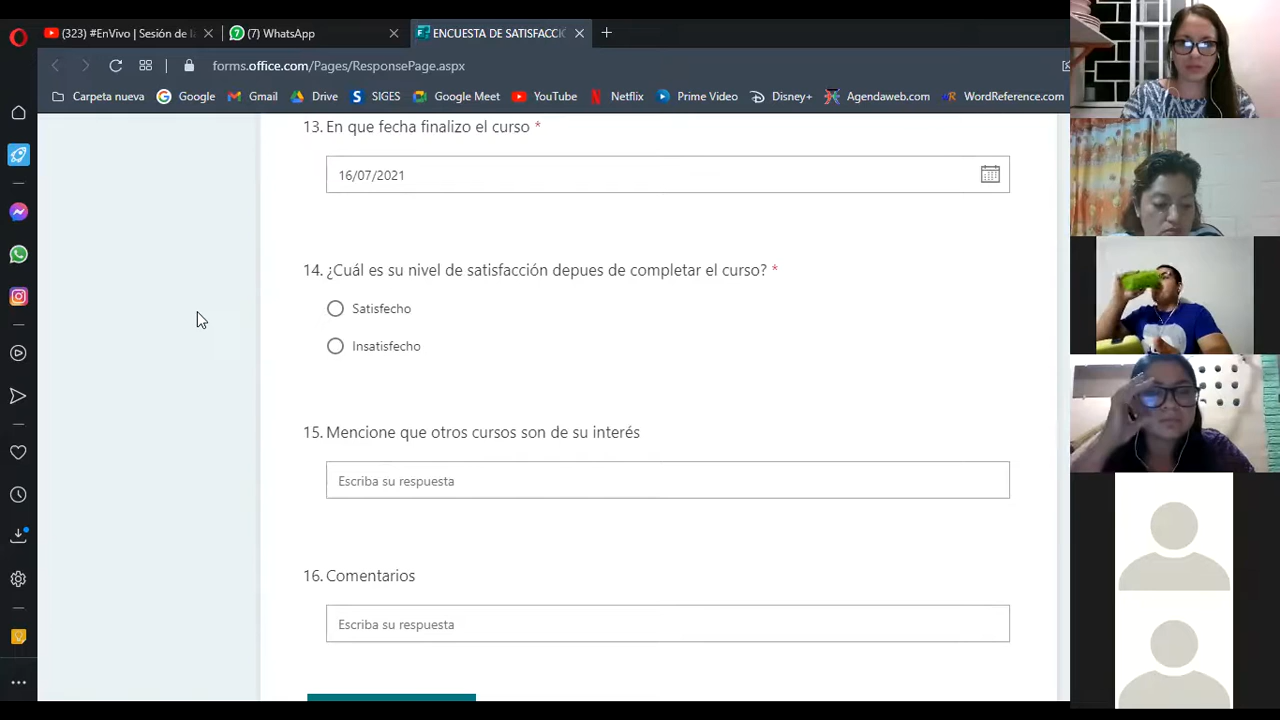 (323) #EnVivo | Sesión de la
(7) WhatsApp
ENCUESTA DE SATISFACCI
forms.office.com/Pages/ResponsePage.aspx
Carpeta nueva
Google
Gmail
Drive
SIGES
Google Meet
YouTube
Netflix
Prime Video
Disney+
Agendaweb.com
WordReference.com
13. En que fecha finalizo el curso *
16/07/2021
14. ¿Cuál es su nivel de satisfacción depues de completar el curso? *
Satisfecho
Insatisfecho
15. Mencione que otros cursos son de su interés
Escriba su respuesta
16. Comentarios
Escriba su respuesta